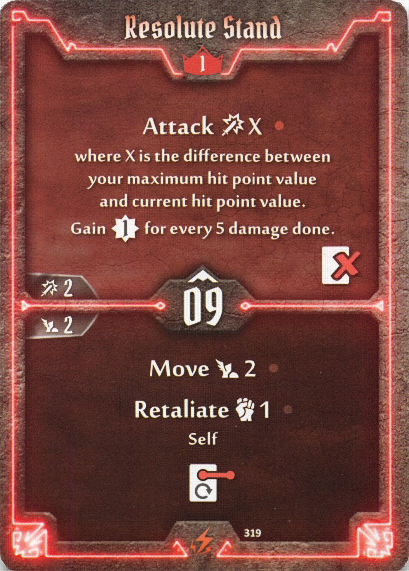 Resolute Stand
1
Attack X
where X is the difference between
your maximum hit point value
and current hit point value.
Gain 1 for every 5 damage done.
2
09
2
Move 2
Retaliate 1
Self
319